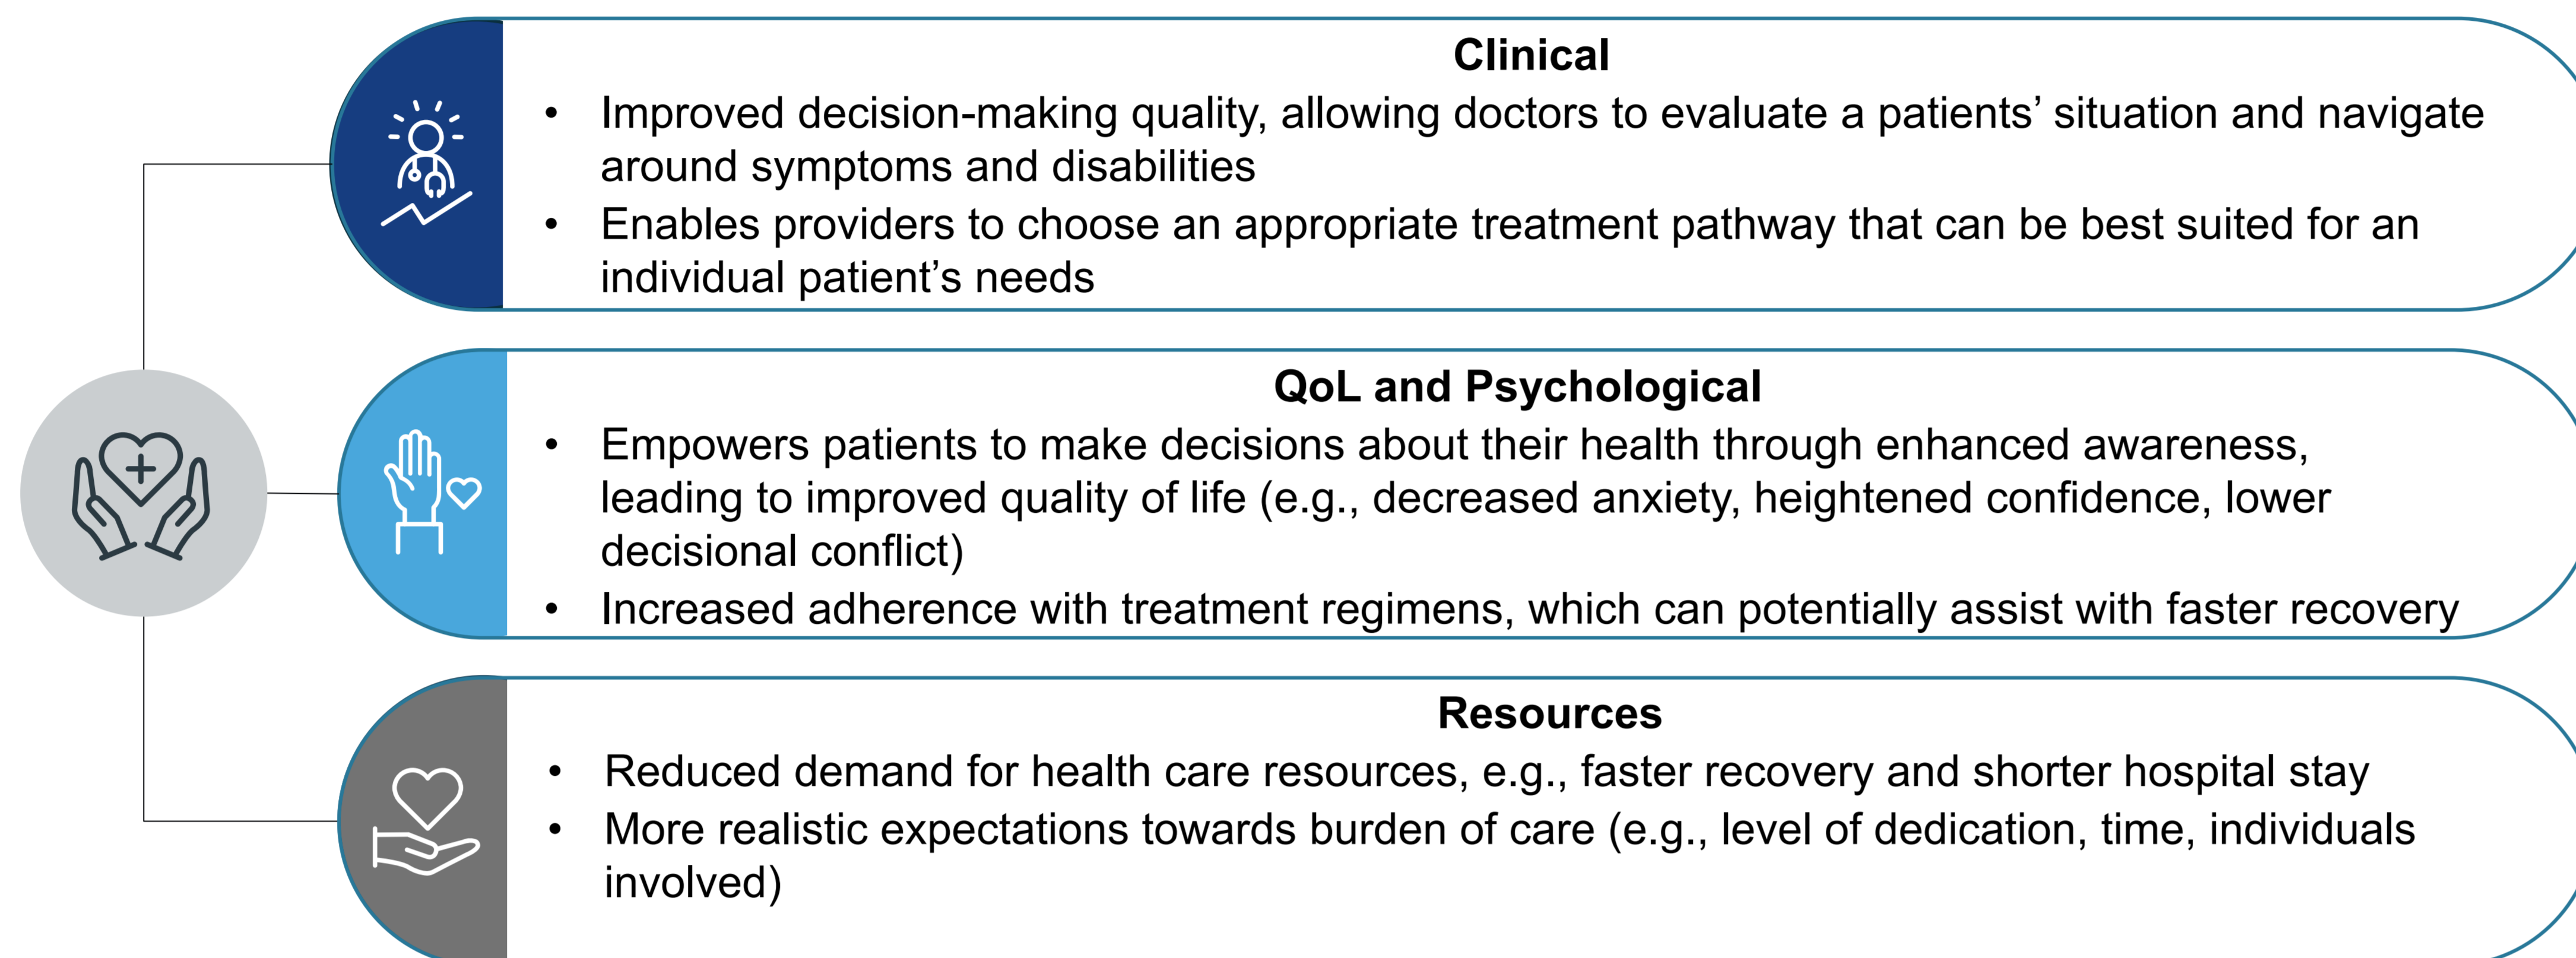 Clinical
• Improved decision-making quality, allowing doctors to evaluate a patients’ situation and navigate
around symptoms and disabilities
• Enables providers to choose an appropriate treatment pathway that can be best suited for an
individual patient’s needs
QoL and Psychological
• Empowers patients to make decisions about their health through enhanced awareness,
leading to improved quality of life (e.g., decreased anxiety, heightened confidence, lower
decisional conflict)
• Increased adherence with treatment regimens, which can potentially assist with faster recovery
Resources
• Reduced demand for health care resources, e.g., faster recovery and shorter hospital stay
• More realistic expectations towards burden of care (e.g., level of dedication, time, individuals
involved)